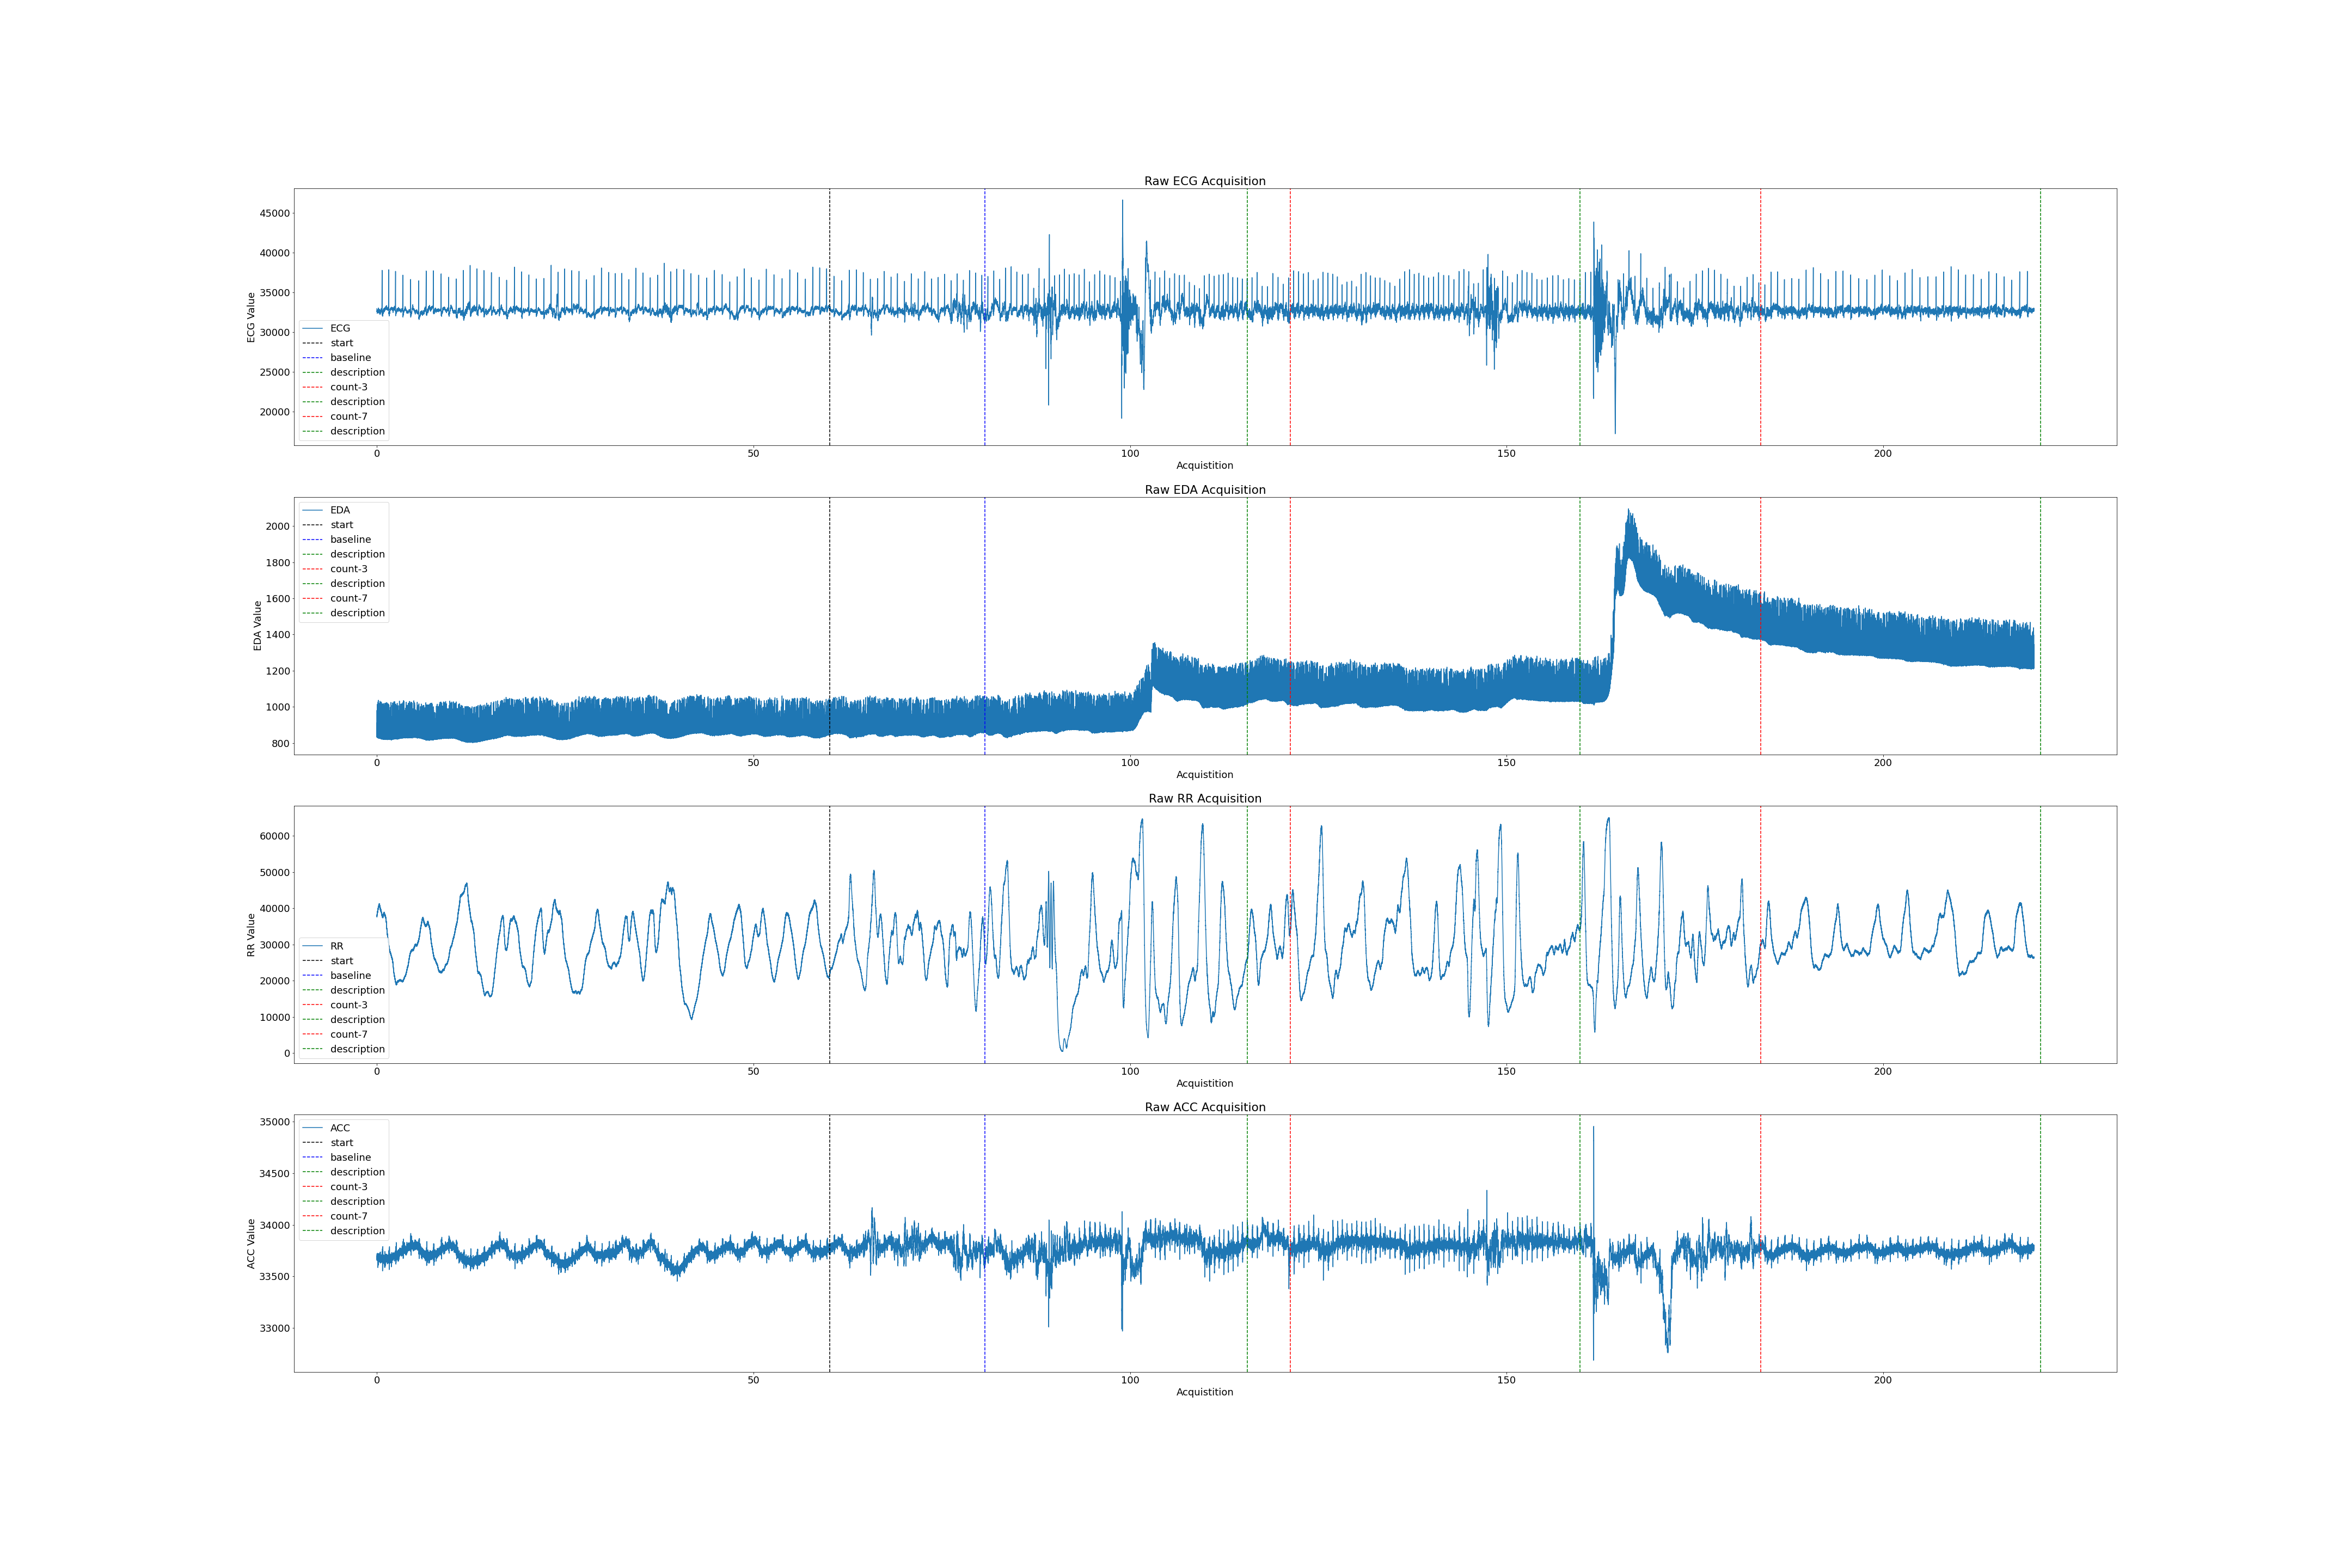 Raw ECG Acquisition
ECG Value
45000
40000
35000
30000
25000
20000
ECG
start
baseline
description
count-3
description
count-7
description
0 50 100 150 200
Acquistition
Raw EDA Acquisition
EDA Value
2000
1800
1600
1400
1200
1000
800
EDA
start
baseline
description
count-3
description
count-7
description
0 50 100 150 200
Acquistition
Raw RR Acquisition
RR Value
60000
50000
40000
30000
20000
10000
0
RR
start
baseline
description
count-3
description
count-7
description
0 50 100 150 200
Acquistition
Raw ACC Acquisition
ACC Value
35000
34500
34000
33500
33000
ACC
start
baseline
description
count-3
description
count-7
description
0 50 100 150 200
Acquistition